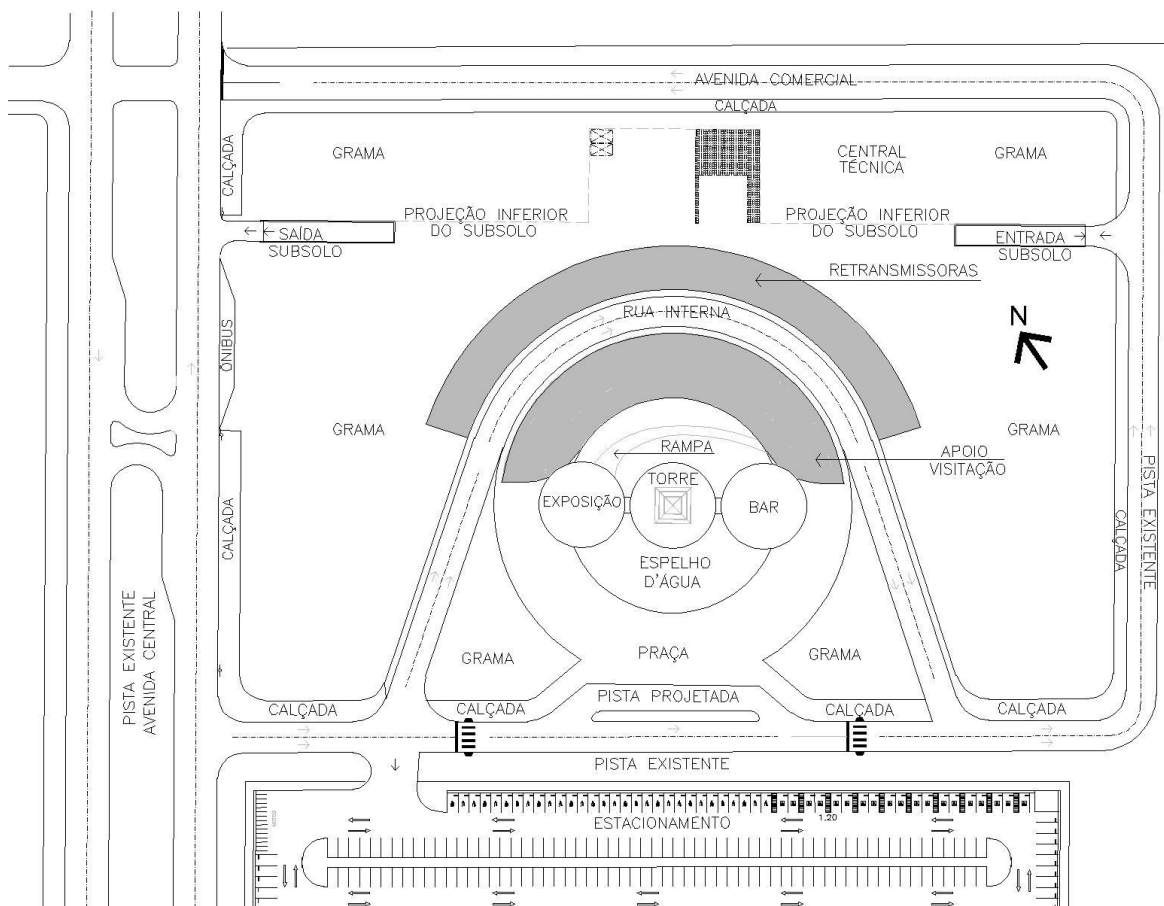 AVENIDA COMERCIAL
CALÇADA
CALÇADA
GRAMA
CENTRAL
TÉCNICA
GRAMA
PROJEÇÃO INFERIOR
DO SUBSOLO
PROJEÇÃO INFERIOR
DO SUBSOLO
SAÍDA
SUBSOLO
ENTRADA
SUBSOLO
RETRANSMISSORAS
RUA INTERNA
N
ÔNIBUS
GRAMA
GRAMA
RAMPA
APOIO
VISITAÇÃO
TORRE
EXPOSIÇÃO
BAR
CALÇADA
CALÇADA
PISTA EXISTENTE
ESPELHO
D'ÁGUA
PISTA EXISTENTE
AVENIDA CENTRAL
GRAMA
PRAÇA
GRAMA
PISTA PROJETADA
CALÇADA
CALÇADA
CALÇADA
CALÇADA
PISTA EXISTENTE
ESTACIONAMENTO
1.20